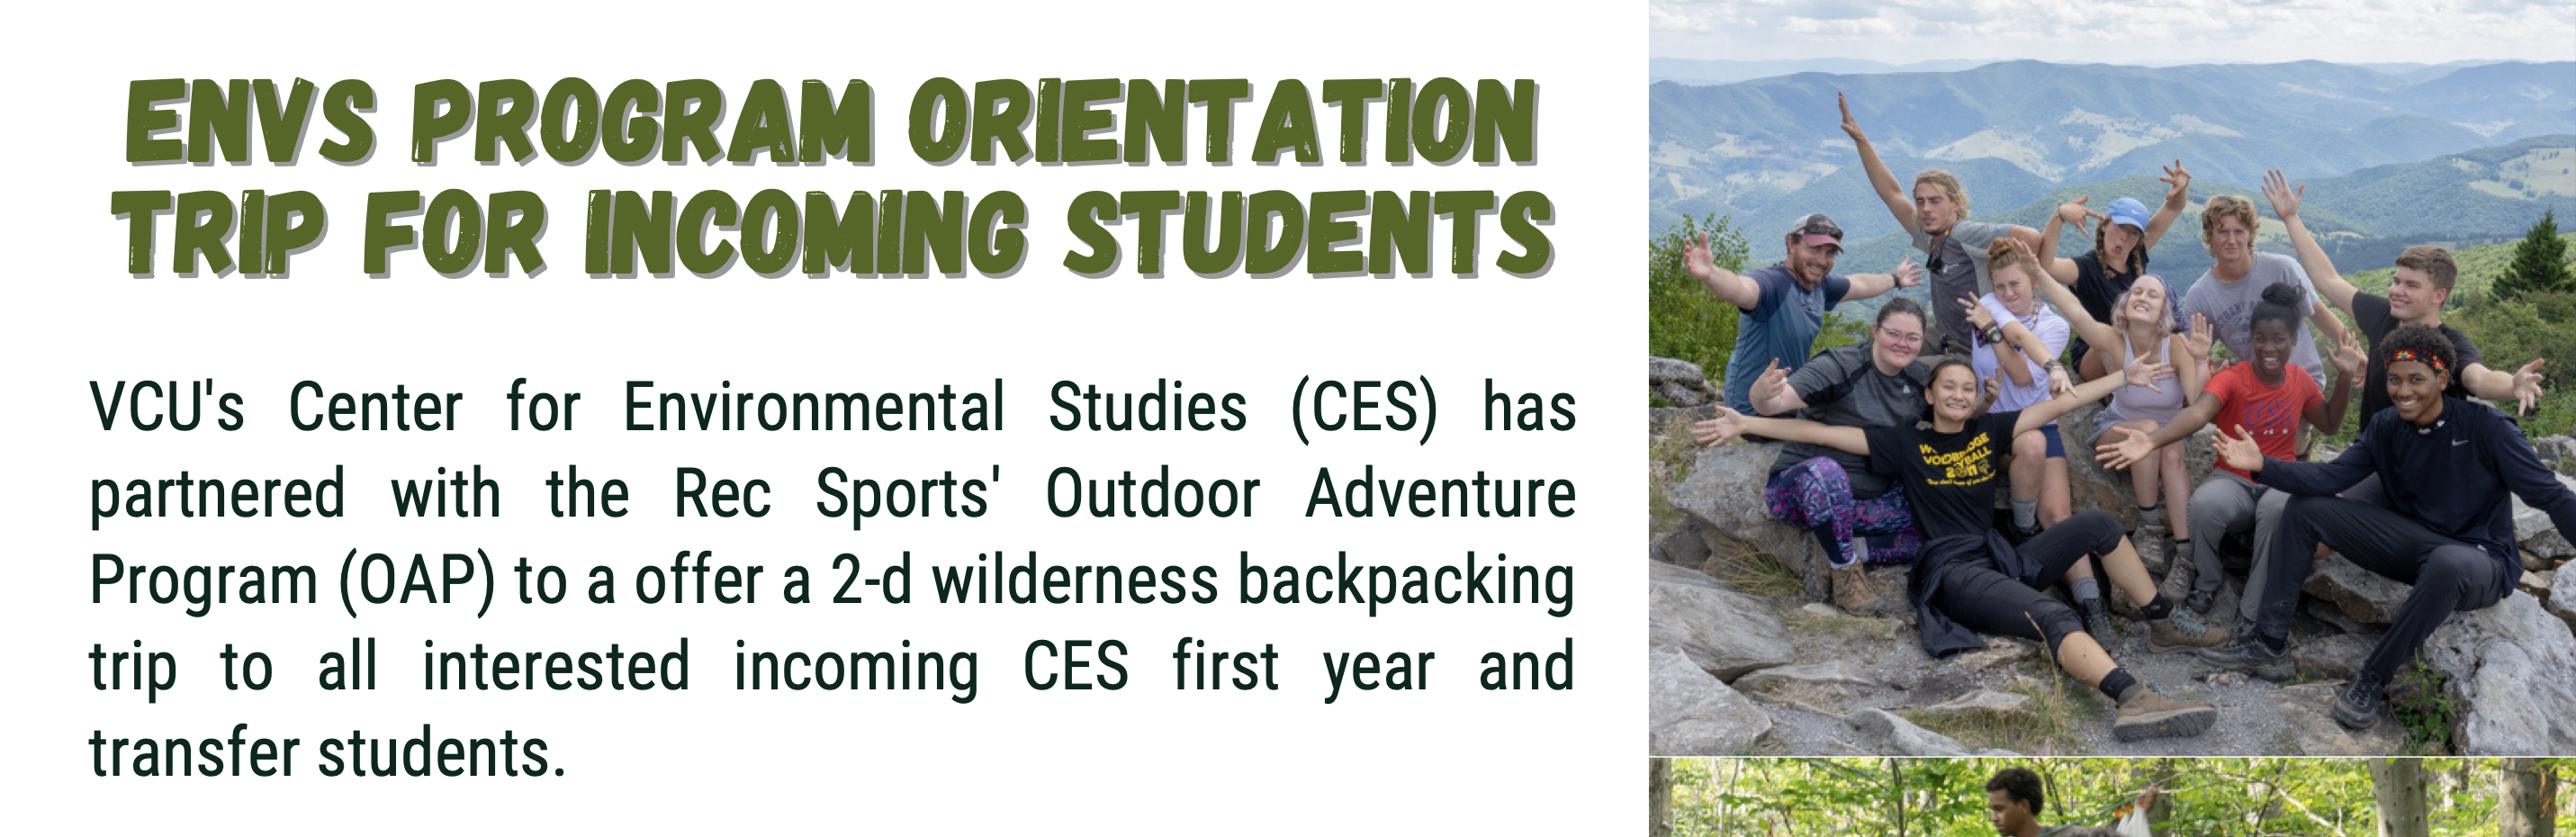 ENVS PROGRAM ORIENTATION
TRIP FOR INCOMING STUDENTS
VCU's Center for Environmental Studies (CES) has
partnered with the Rec Sports' Outdoor Adventure
Program (OAP) to a offer a 2-d wilderness backpacking
trip to all interested incoming CES first year and
transfer students.
USA